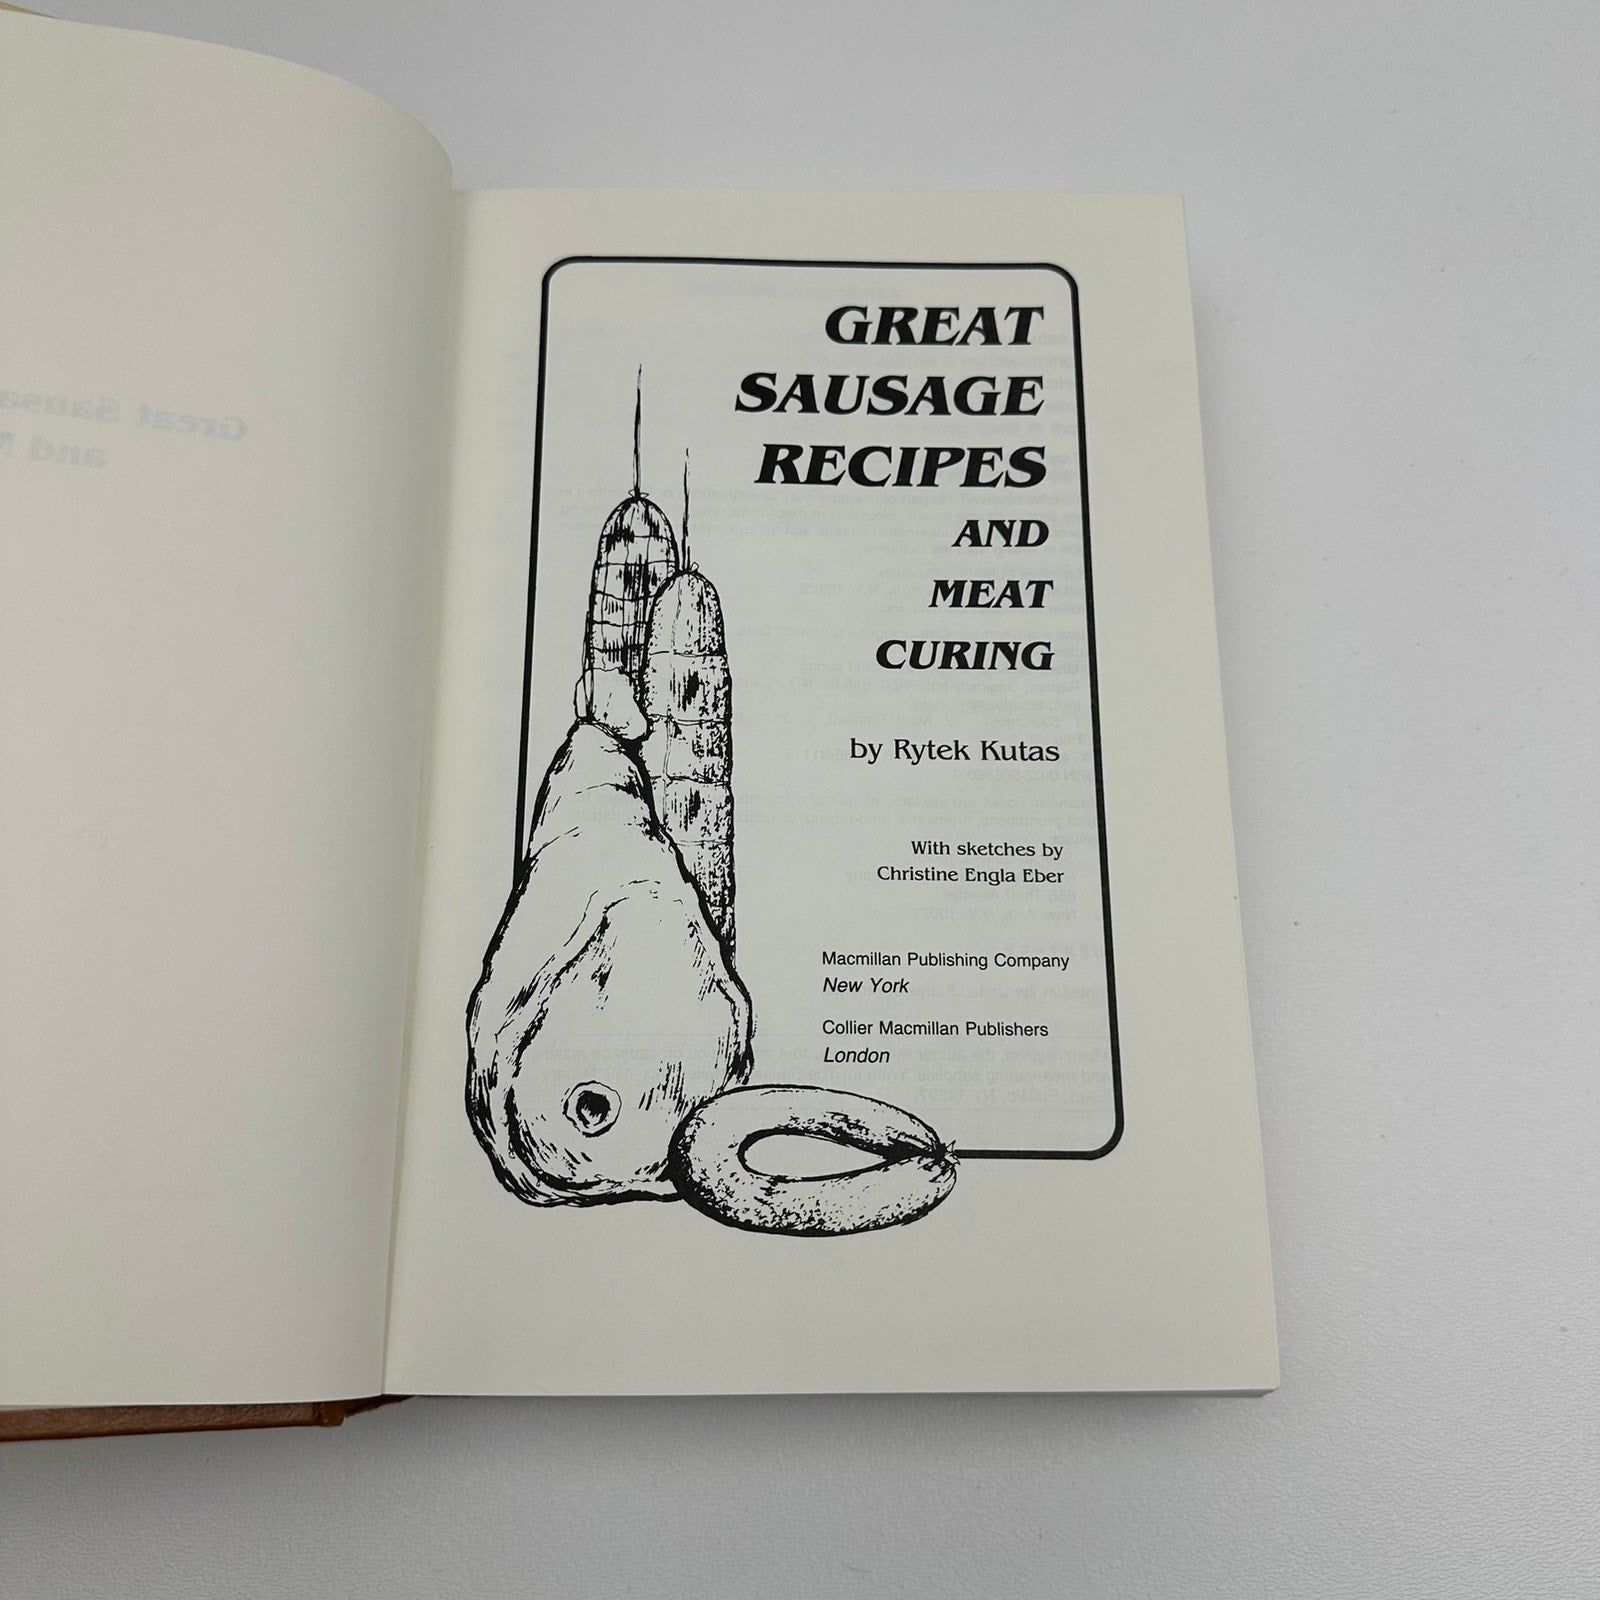 GREAT
SAUSAGE
RECIPES
AND
MEAT
CURING
by Rytek Kutas
With sketches by
Christine Engla Eber
Macmillan Publishing Company
New York
Collier Macmillan Publishers
London